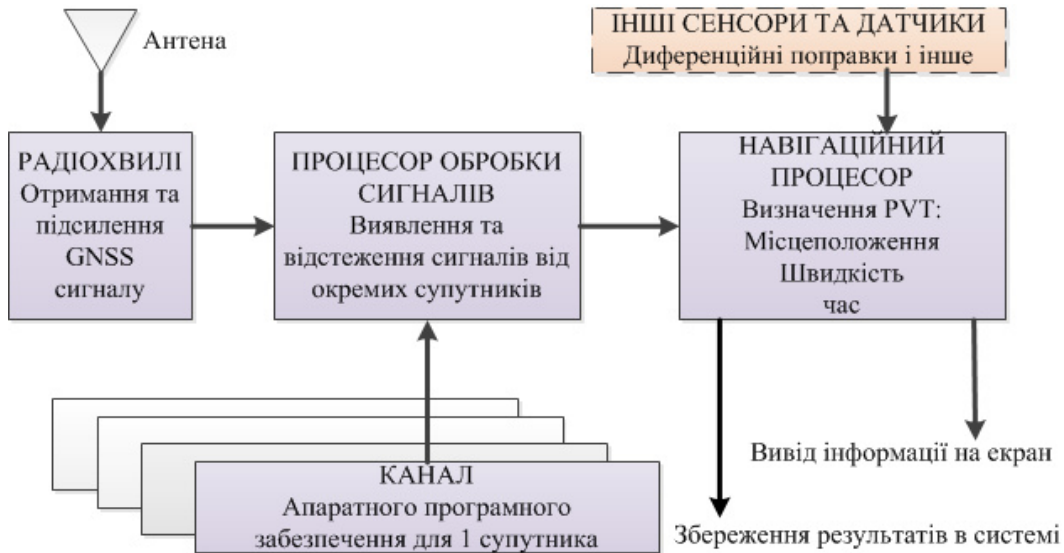 Антена
ІНШІ СЕНСОРИ ТА ДАТЧИКИ
Диференційні поправки і інше
РАДІОХВИЛІ
Отримання та
підсилення
GNSS
сигналу
ПРОЦЕСОР ОБРОБКИ
СИГНАЛІВ
Виявлення та
відстеження сигналів від
окремих супутників
НАВІГАЦІЙНИЙ
ПРОЦЕСОР
Визначення PVT:
Місцеположення
Швидкість
час
КАНАЛ
Апаратного програмного
забезпечення для 1 супутника
Вивід інформації на екран
Збереження результатів в системі